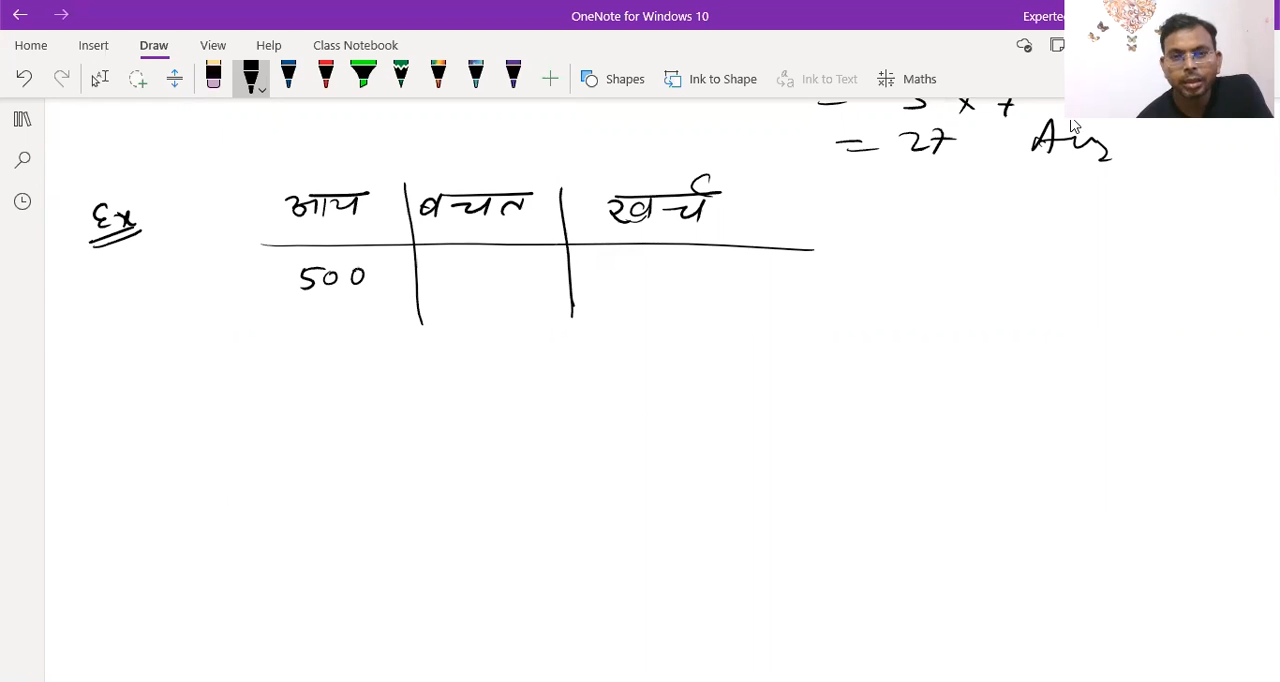 OneNote for Windows 10
Home Insert Draw View Help Class Notebook
Shapes Ink to Shape Ink to Text Maths
= 27 Ans
Ex आय बचत खर्च
500